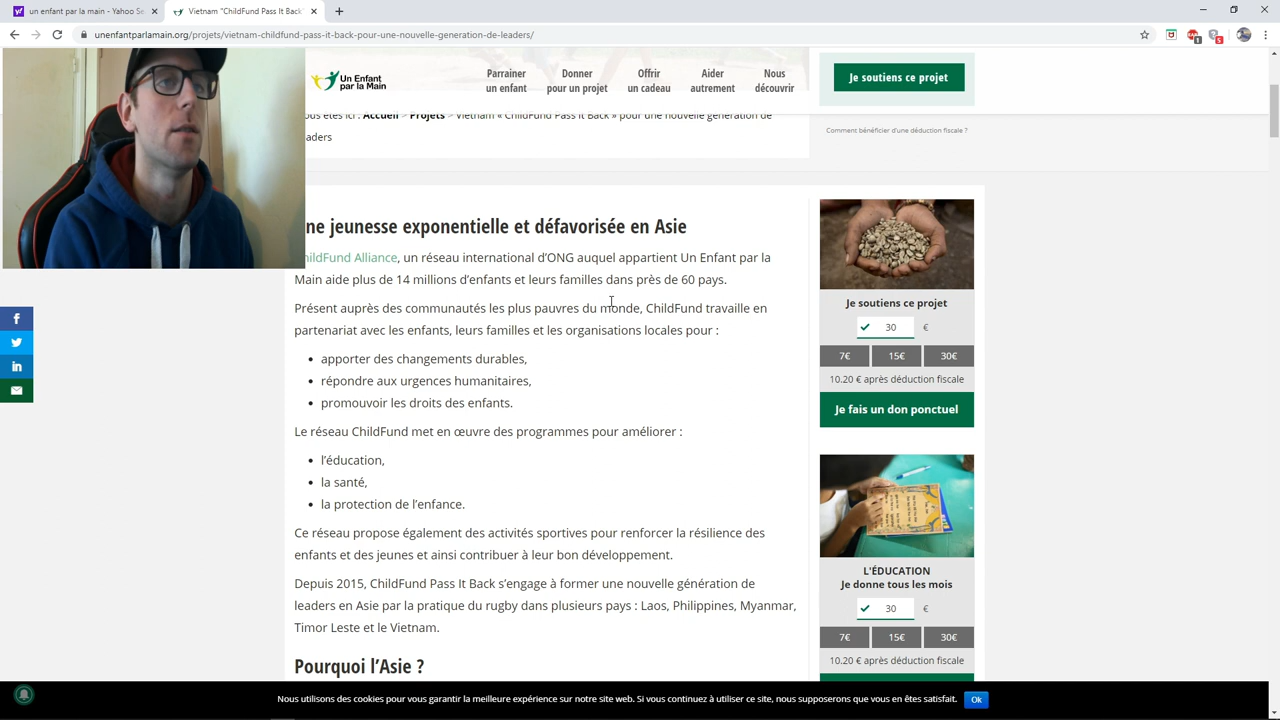 un enfant par la main - Yahoo Se
Vietnam "ChildFund Pass It Back"
unenfantparlamain.org/projets/vietnam-childfund-pass-it-back-pour-une-nouvelle-generation-de-leaders/
1
5
Un Enfant
par la Main
Parrainer
un enfant
Donner
pour un projet
Offrir
un cadeau
Aider
autrement
Nous
découvrir
Je soutiens ce projet
ous êtes ici : Accueil > Projets > Vietnam « ChildFund Pass It Back » pour une nouvelle génération de
leaders
Comment bénéficier d'une déduction fiscale ?
ne jeunesse exponentielle et défavorisée en Asie
hildFund Alliance, un réseau international d'ONG auquel appartient Un Enfant par la
Main aide plus de 14 millions d'enfants et leurs familles dans près de 60 pays.
Présent auprès des communautés les plus pauvres du monde, ChildFund travaille en
partenariat avec les enfants, leurs familles et les organisations locales pour :
• apporter des changements durables,
• répondre aux urgences humanitaires,
• promouvoir les droits des enfants.
Le réseau ChildFund met en œuvre des programmes pour améliorer :
• l'éducation,
• la santé,
• la protection de l'enfance.
Ce réseau propose également des activités sportives pour renforcer la résilience des
enfants et des jeunes et ainsi contribuer à leur bon développement.
Depuis 2015, ChildFund Pass It Back s'engage à former une nouvelle génération de
leaders en Asie par la pratique du rugby dans plusieurs pays : Laos, Philippines, Myanmar,
Timor Leste et le Vietnam.
Pourquoi l'Asie ?
Je soutiens ce projet
30 €
7€ 15€ 30€
10.20 € après déduction fiscale
Je fais un don ponctuel
L'ÉDUCATION
Je donne tous les mois
30 €
7€ 15€ 30€
10.20 € après déduction fiscale
Nous utilisons des cookies pour vous garantir la meilleure expérience sur notre site web. Si vous continuez à utiliser ce site, nous supposerons que vous en êtes satisfait. Ok